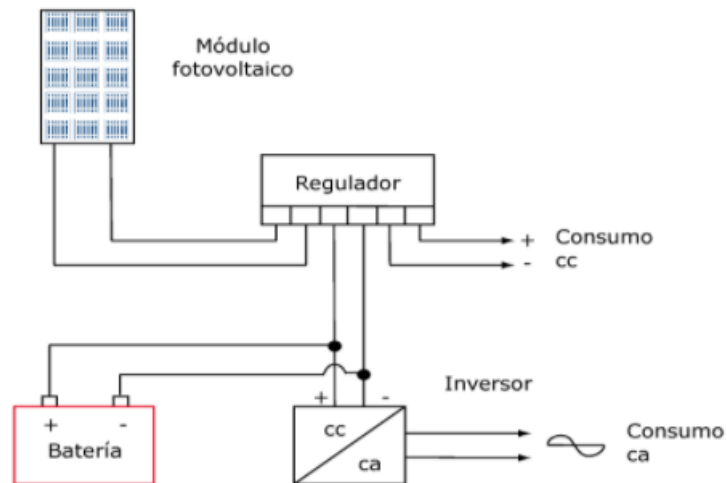 Módulo
fotovoltaico
Regulador
+ Consumo
- cc
Inversor
+ -
+ -
Batería
cc
ca
Consumo
ca